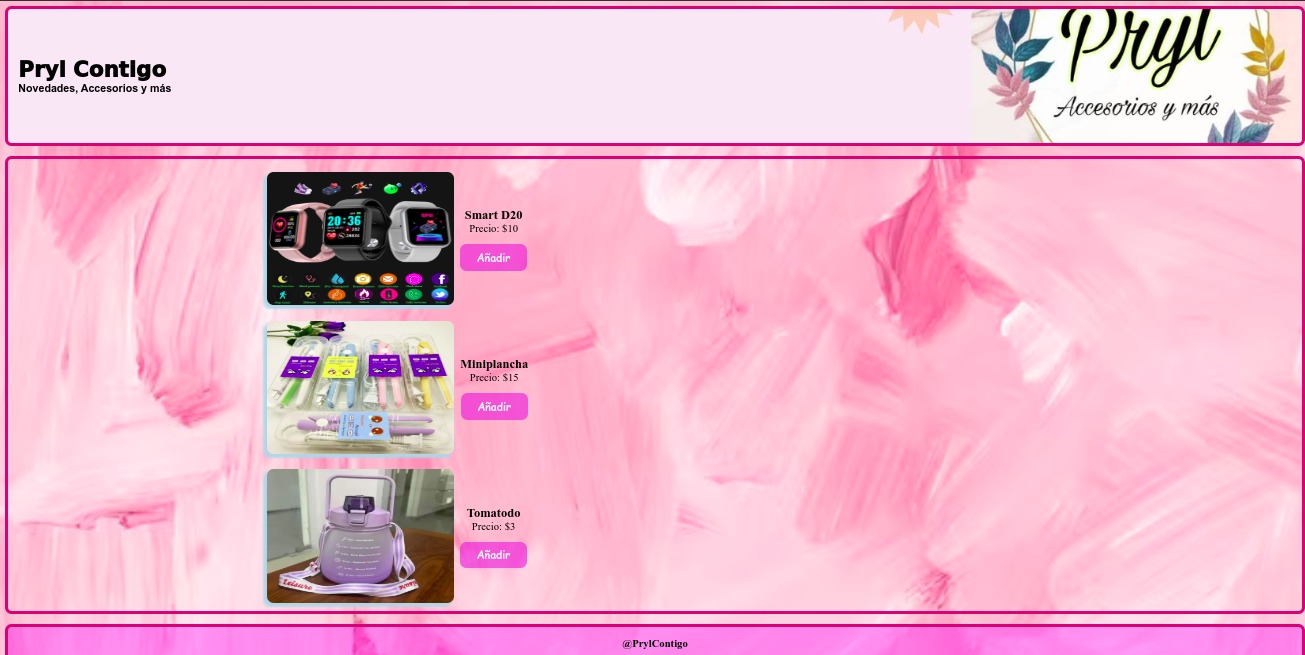 Pryl Contigo
Novedades, Accesorios y más
Pryl
Accesorios y más
20:36
Smart D20
Precio: $10
Añadir
Miniplancha
Precio: $15
Añadir
Leisure
Tomatodo
Precio: $3
Añadir
@PrylContigo